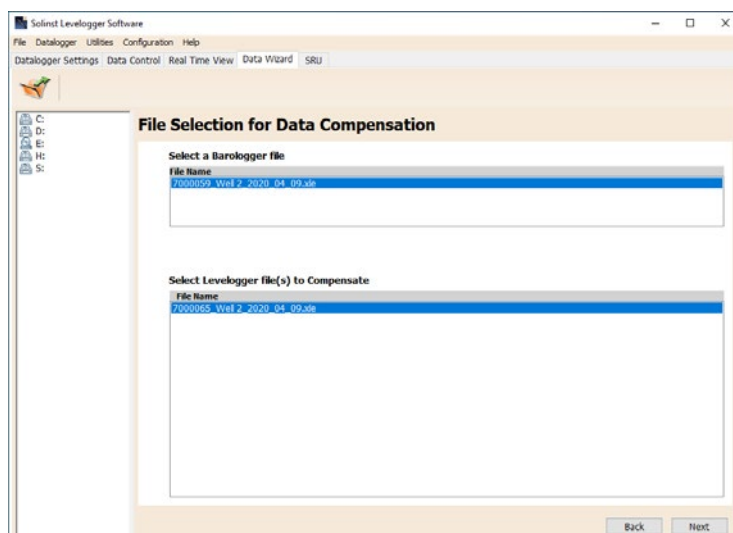 Solinst Levelogger Software
File Datalogger Utilities Configuration Help
Datalogger Settings Data Control Real Time View Data Wizard SRU
C:
D:
E:
H:
S:
File Selection for Data Compensation
Select a Barologger file
File Name
7000059_Well 2_2020_04_09.xle
Select Levelogger file(s) to Compensate
File Name
7000065_Well 2_2020_04_09.xle
Back Next